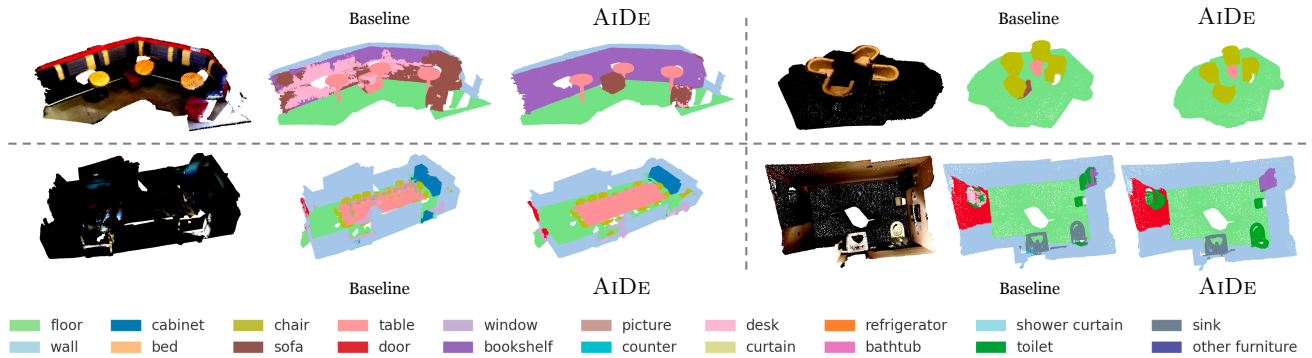 Baseline AIDE Baseline AIDE
Baseline AIDE Baseline AIDE
floor cabinet chair table window picture desk refrigerator shower curtain sink
wall bed sofa door bookshelf counter curtain bathtub toilet other furniture